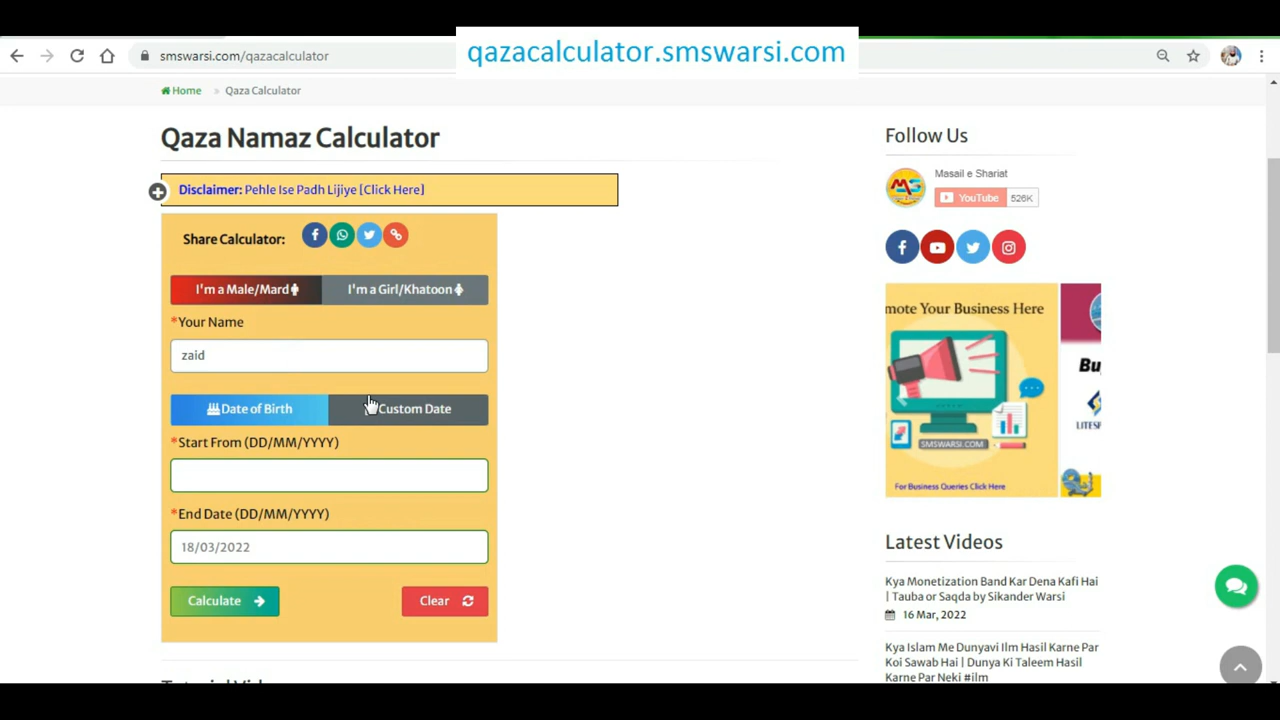 qazacalculator.smswarsi.com
smswarsi.com/qazacalculator
Home » Qaza Calculator
Qaza Namaz Calculator
Disclaimer: Pehle Ise Padh Lijiye [Click Here]
Share Calculator:
I'm a Male/Mard
I'm a Girl/Khatoon
*Your Name
zaid
Date of Birth
Custom Date
*Start From (DD/MM/YYYY)
*End Date (DD/MM/YYYY)
18/03/2022
Calculate
Clear
Follow Us
MS
Masail e Shariat
YouTube 526K
mote Your Business Here
SMSWARSI.COM
For Business Queries Click Here
Bu
LITES
Latest Videos
Kya Monetization Band Kar Dena Kafi Hai
| Tauba or Saqda by Sikander Warsi
16 Mar, 2022
Kya Islam Me Dunyavi Ilm Hasil Karne Par
Koi Sawab Hai | Dunya Ki Taleem Hasil
Karne Par Neki #ilm